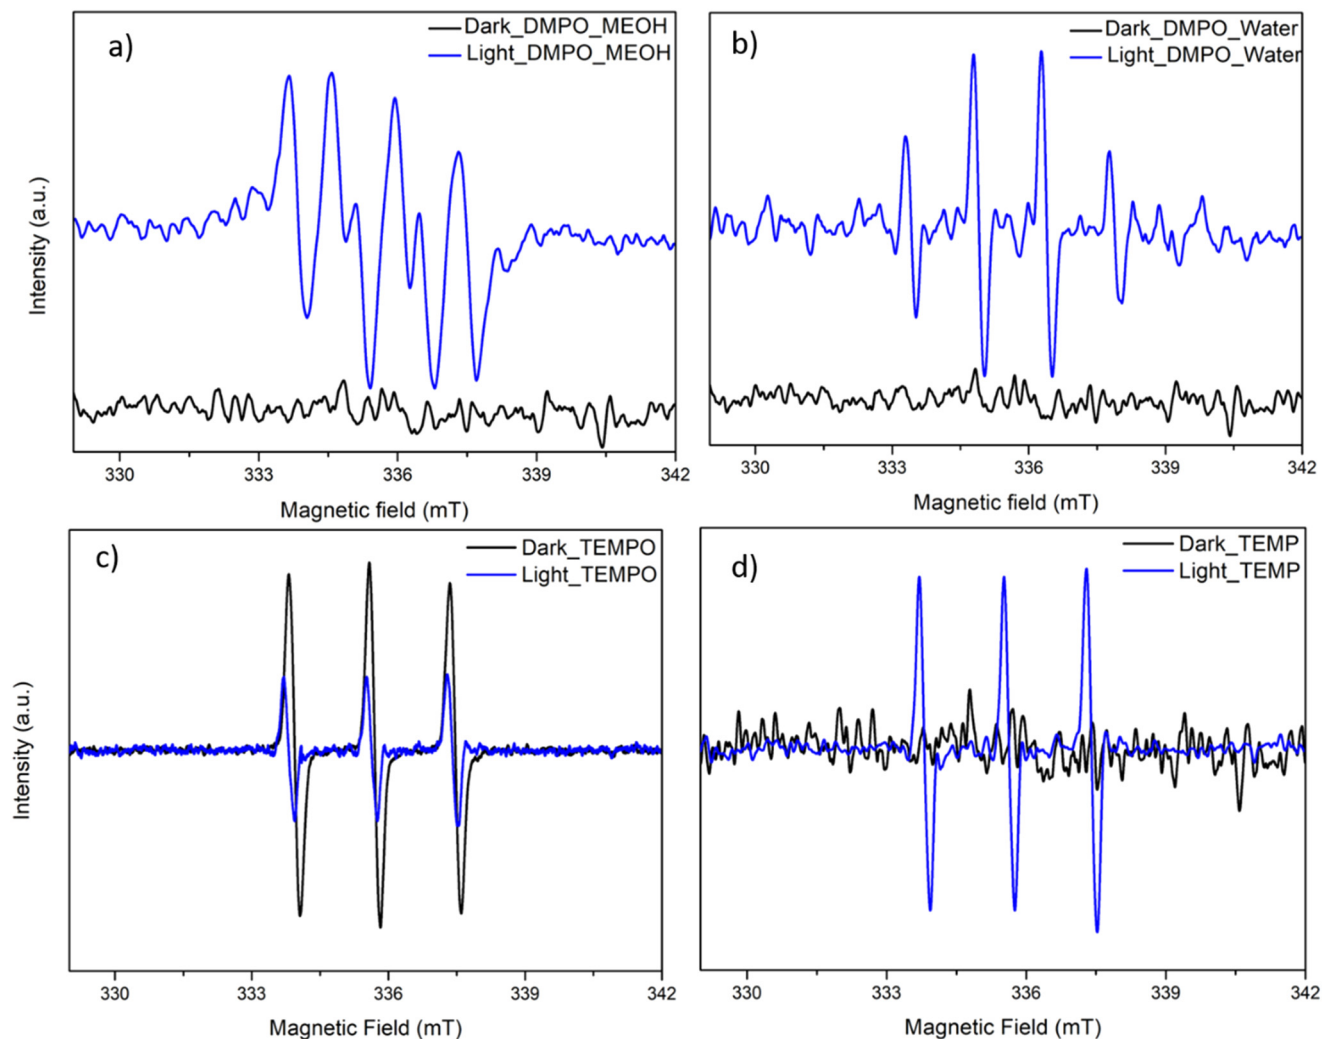 a)
Dark_DMPO_MEOH
Light_DMPO_MEOH
Intensity (a.u.)
330 333 336 339 342
Magnetic field (mT)
b)
Dark_DMPO_Water
Light_DMPO_Water
330 333 336 339 342
Magnetic field (mT)
c)
Dark_TEMPO
Light_TEMPO
Intensity (a.u.)
330 333 336 339 342
Magnetic Field (mT)
d)
Dark_TEMP
Light_TEMP
330 333 336 339 342
Magnetic Field (mT)